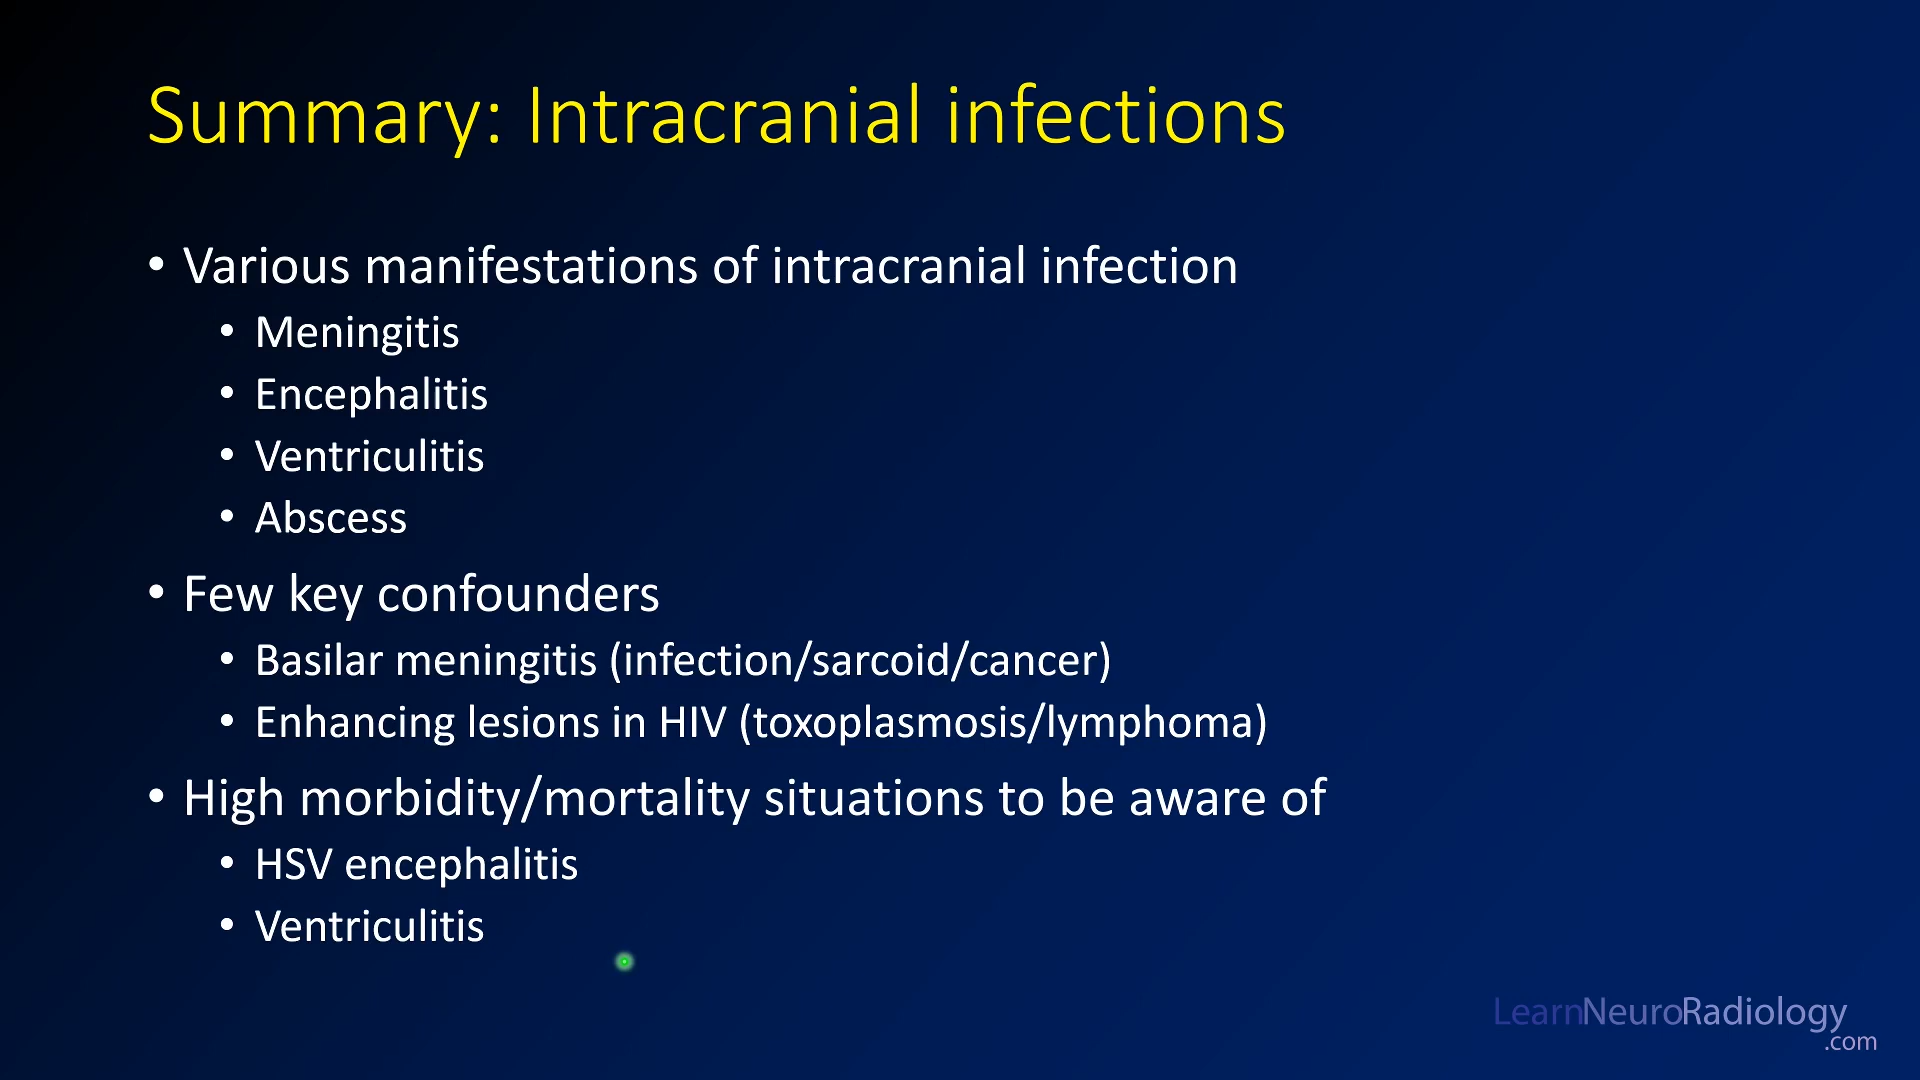 Summary: Intracranial infections
• Various manifestations of intracranial infection
• Meningitis
• Encephalitis
• Ventriculitis
• Abscess
• Few key confounders
• Basilar meningitis (infection/sarcoid/cancer)
• Enhancing lesions in HIV (toxoplasmosis/lymphoma)
• High morbidity/mortality situations to be aware of
• HSV encephalitis
• Ventriculitis
LearnNeuroRadiology
.com